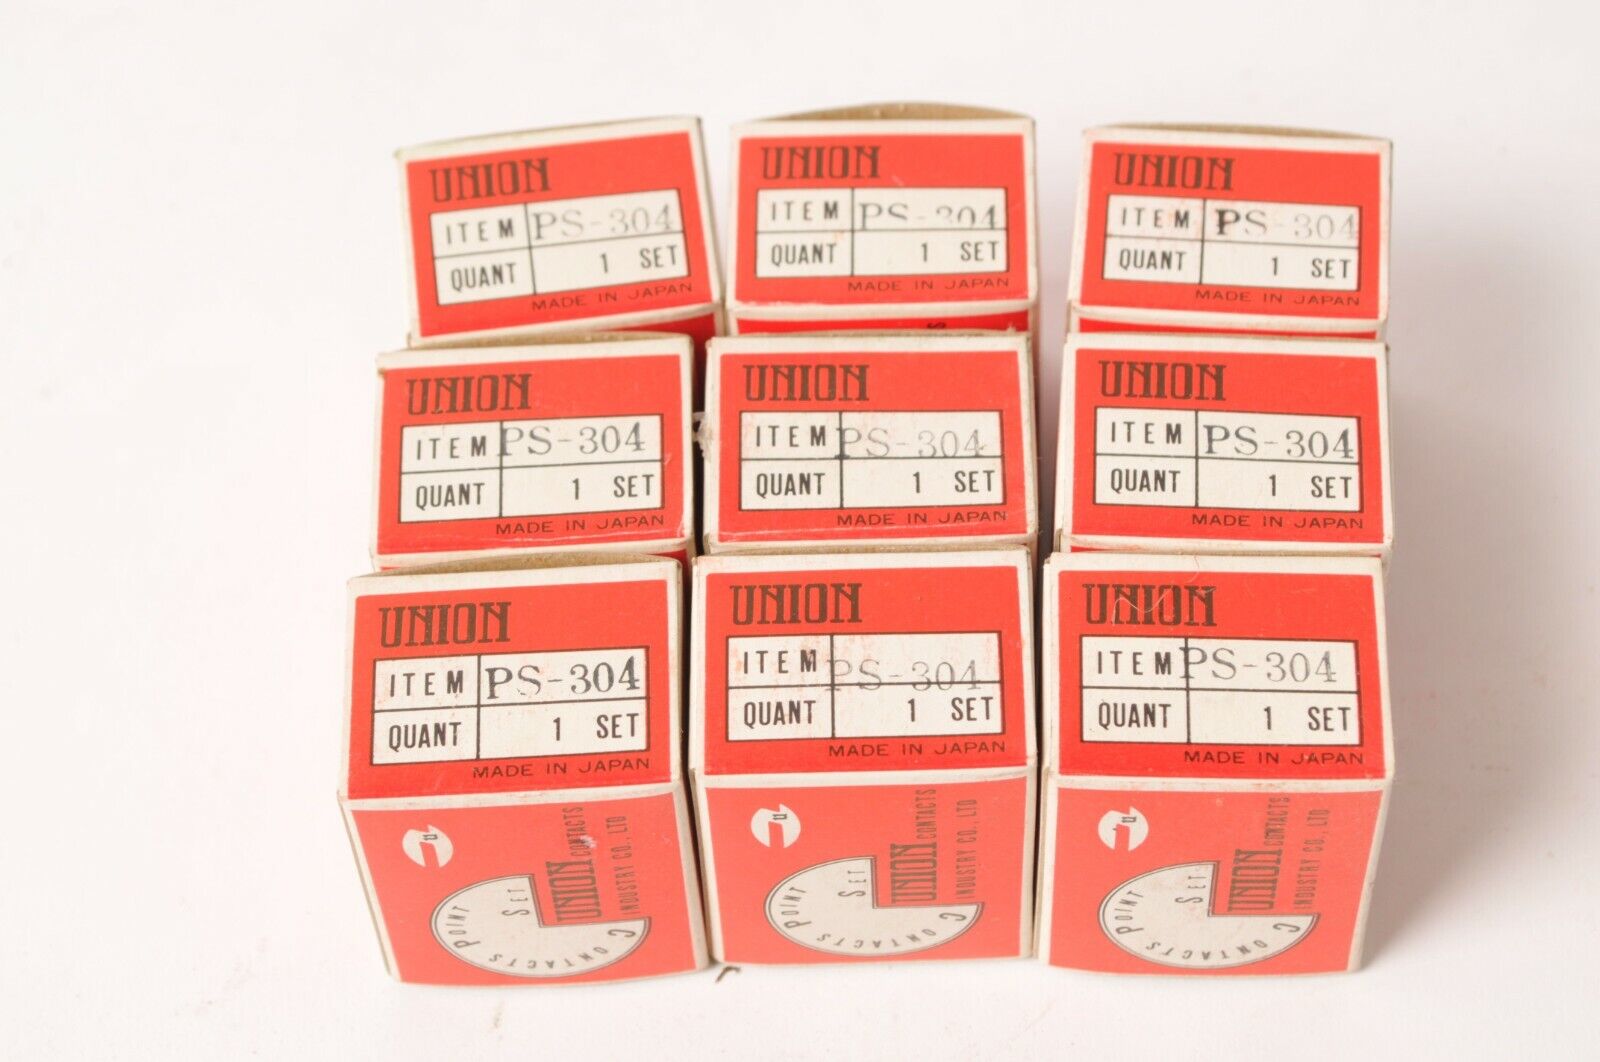 UNION
ITEM PS-304
QUANT 1 SET
MADE IN JAPAN
UNION
ITEM PS-304
QUANT 1 SET
MADE IN JAPAN
UNION
ITEM PS-304
QUANT 1 SET
MADE IN JAPAN
UNION
ITEM PS-304
QUANT 1 SET
MADE IN JAPAN
UNION
ITEM PS-304
QUANT 1 SET
MADE IN JAPAN
UNION
ITEM PS-304
QUANT 1 SET
MADE IN JAPAN
UNION
ITEM PS-304
QUANT 1 SET
MADE IN JAPAN
UNION CONTACTS
INDUSTRY CO., LTD
CONTACTS POINT SET
UNION
ITEM PS-304
QUANT 1 SET
MADE IN JAPAN
UNION CONTACTS
INDUSTRY CO., LTD
CONTACTS POINT SET
UNION
ITEM PS-304
QUANT 1 SET
MADE IN JAPAN
UNION CONTACTS
INDUSTRY CO., LTD
CONTACTS POINT SET